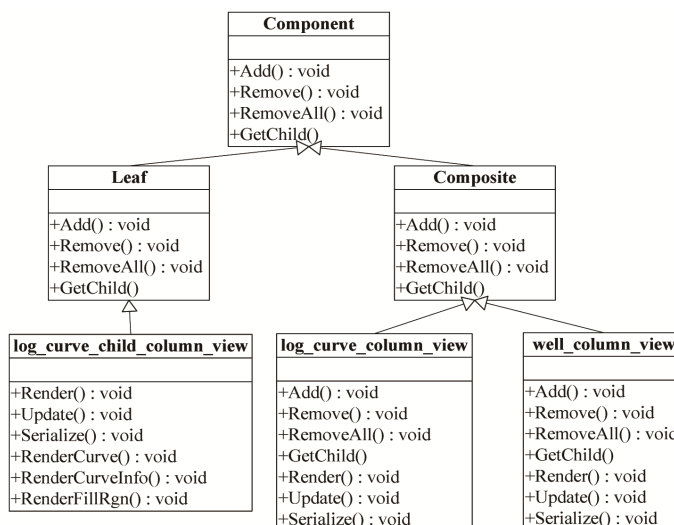 Component
+Add() : void
+Remove() : void
+RemoveAll() : void
+GetChild()
Leaf
+Add() : void
+Remove() : void
+RemoveAll() : void
+GetChild()
Composite
+Add() : void
+Remove() : void
+RemoveAll() : void
+GetChild()
log_curve_child_column_view
+Render() : void
+Update() : void
+Serialize() : void
+RenderCurve() : void
+RenderCurveInfo() : void
+RenderFillRgn() : void
log_curve_column_view
+Add() : void
+Remove() : void
+RemoveAll() : void
+GetChild()
+Render() : void
+Update() : void
+Serialize() : void
well_column_view
+Add() : void
+Remove() : void
+RemoveAll() : void
+GetChild()
+Render() : void
+Update() : void
+Serialize() : void